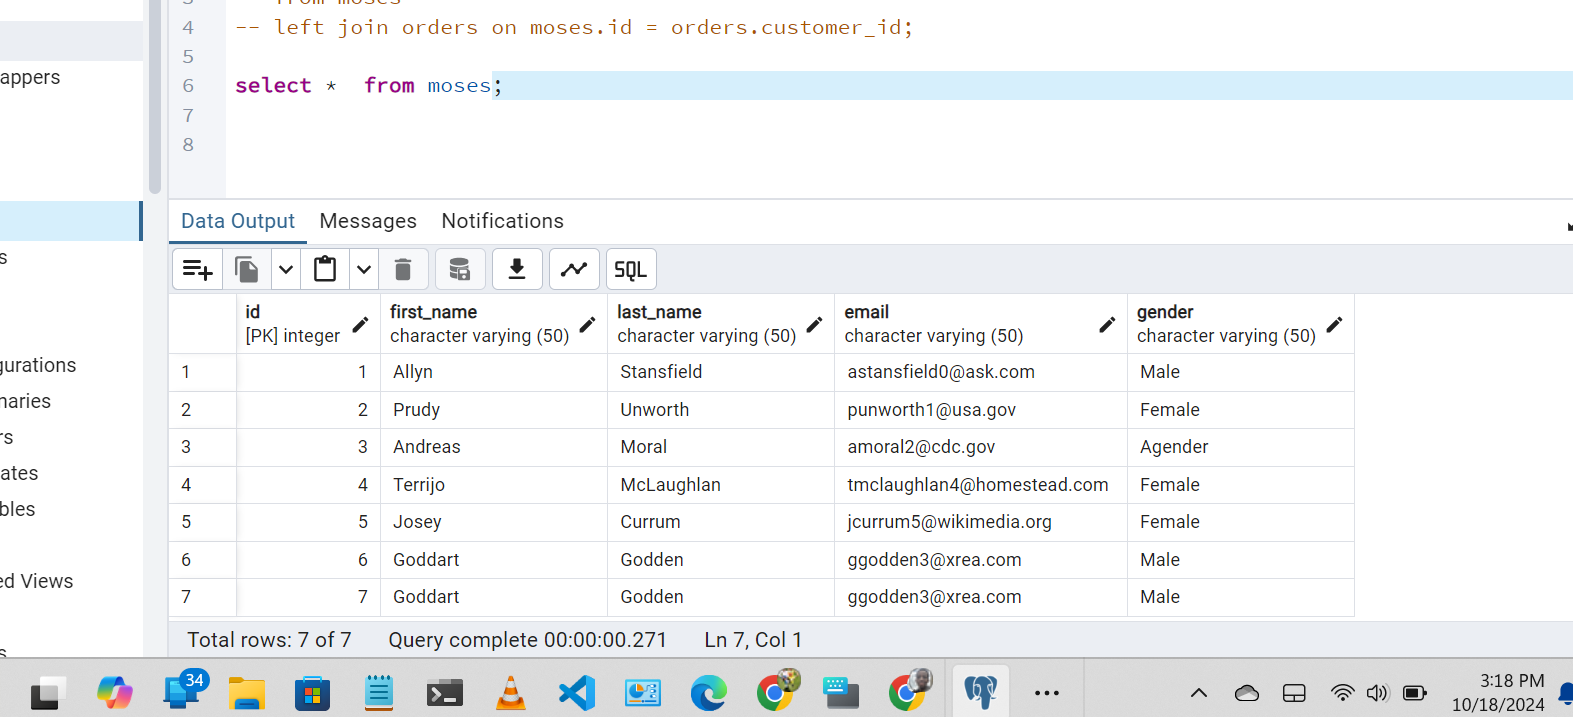 3 from moses
4 -- left join orders on moses.id = orders.customer_id;
appers
5
6 select * from moses;
7
8
Data Output Messages Notifications
s
SQL
id first_name last_name email gender
[PK] integer character varying (50) character varying (50) character varying (50) character varying (50)
gurations
1 1 Allyn Stansfield astansfield0@ask.com Male
naries
2 2 Prudy Unworth punworth1@usa.gov Female
rs
3 3 Andreas Moral amoral2@cdc.gov Agender
ates
4 4 Terrijo McLaughlan tmclaughlan4@homestead.com Female
bles
5 5 Josey Currum jcurrum5@wikimedia.org Female
6 6 Goddart Godden ggodden3@xrea.com Male
ed Views
7 7 Goddart Godden ggodden3@xrea.com Male
Total rows: 7 of 7 Query complete 00:00:00.271 Ln 7, Col 1
s
34
3:18 PM
10/18/2024